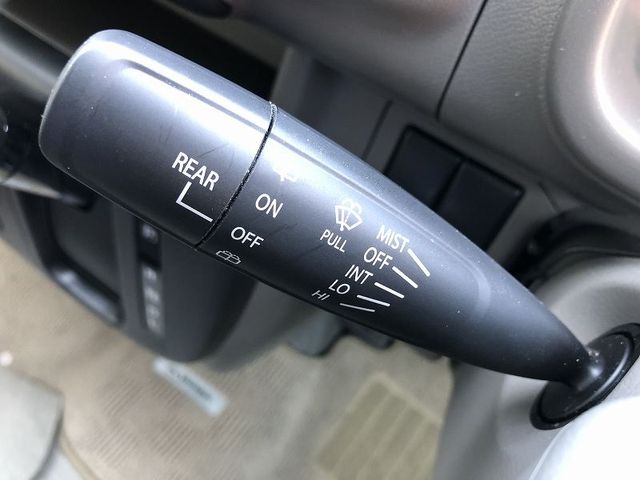 REAR
ON
OFF
PULL
MIST
OFF
INT
LO
HI